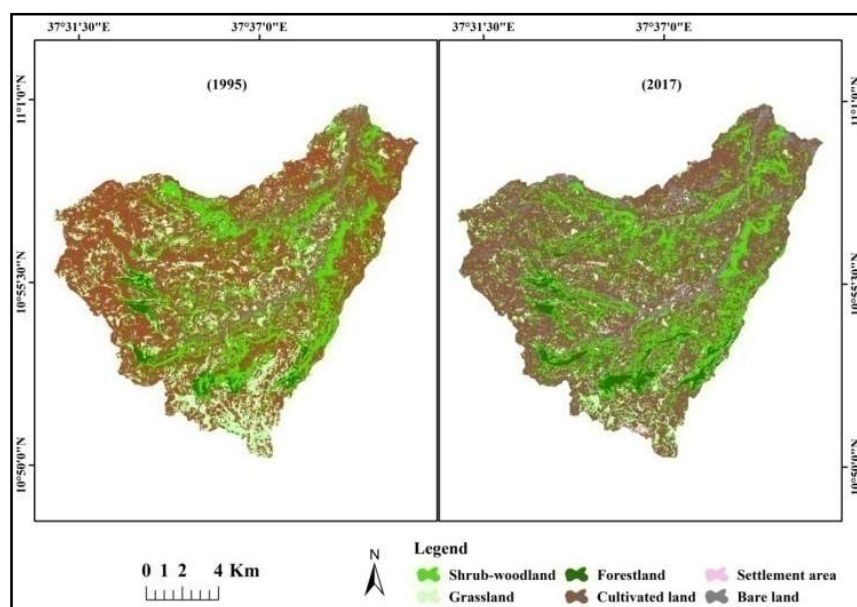 37°31'30"E 37°37'0"E 37°31'30"E 37°37'0"E
(1995) (2017)
11°1'0"N 11°1'0"N
10°55'30"N 10°55'30"N
10°50'0"N 10°50'0"N
N
Legend
0 1 2 4 Km
Shrub-woodland Forestland Settlement area
Grassland Cultivated land Bare land